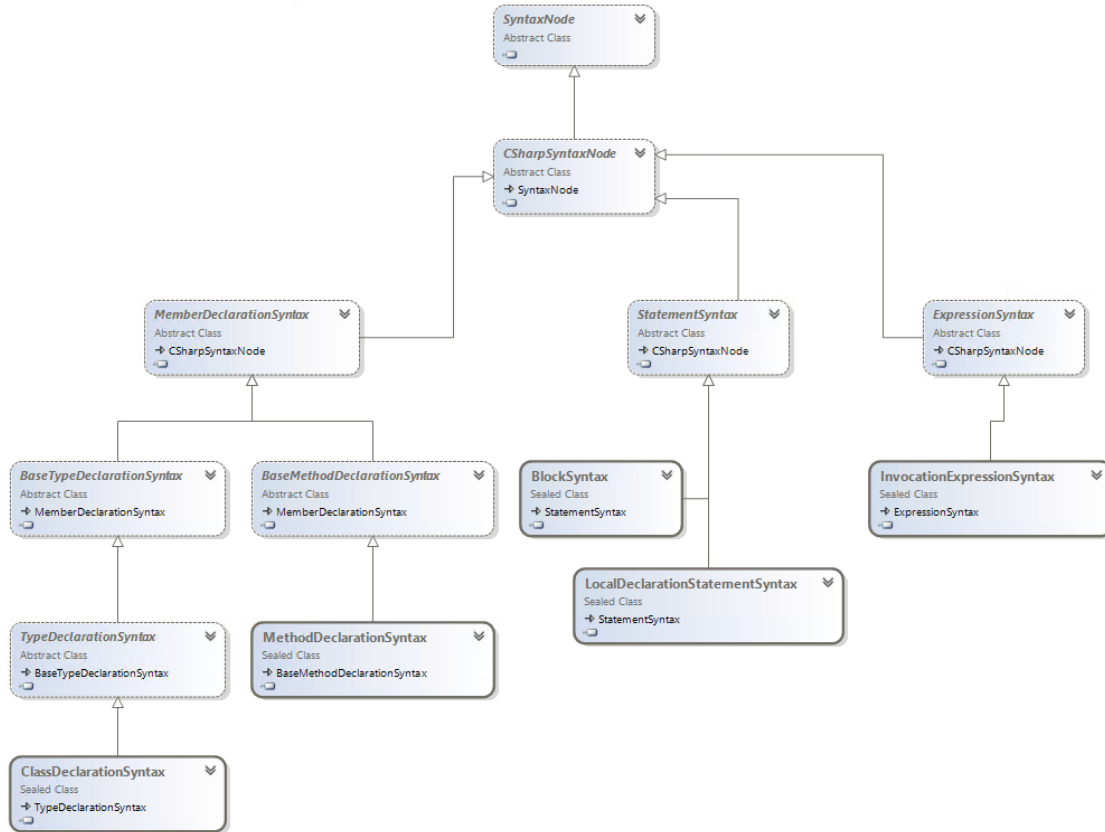 SyntaxNode
Abstract Class
CSharpSyntaxNode
Abstract Class
SyntaxNode
MemberDeclarationSyntax
Abstract Class
CSharpSyntaxNode
StatementSyntax
Abstract Class
CSharpSyntaxNode
ExpressionSyntax
Abstract Class
CSharpSyntaxNode
BaseTypeDeclarationSyntax
Abstract Class
MemberDeclarationSyntax
BaseMethodDeclarationSyntax
Abstract Class
MemberDeclarationSyntax
BlockSyntax
Sealed Class
StatementSyntax
InvocationExpressionSyntax
Sealed Class
ExpressionSyntax
LocalDeclarationStatementSyntax
Sealed Class
StatementSyntax
TypeDeclarationSyntax
Abstract Class
BaseTypeDeclarationSyntax
MethodDeclarationSyntax
Sealed Class
BaseMethodDeclarationSyntax
ClassDeclarationSyntax
Sealed Class
TypeDeclarationSyntax